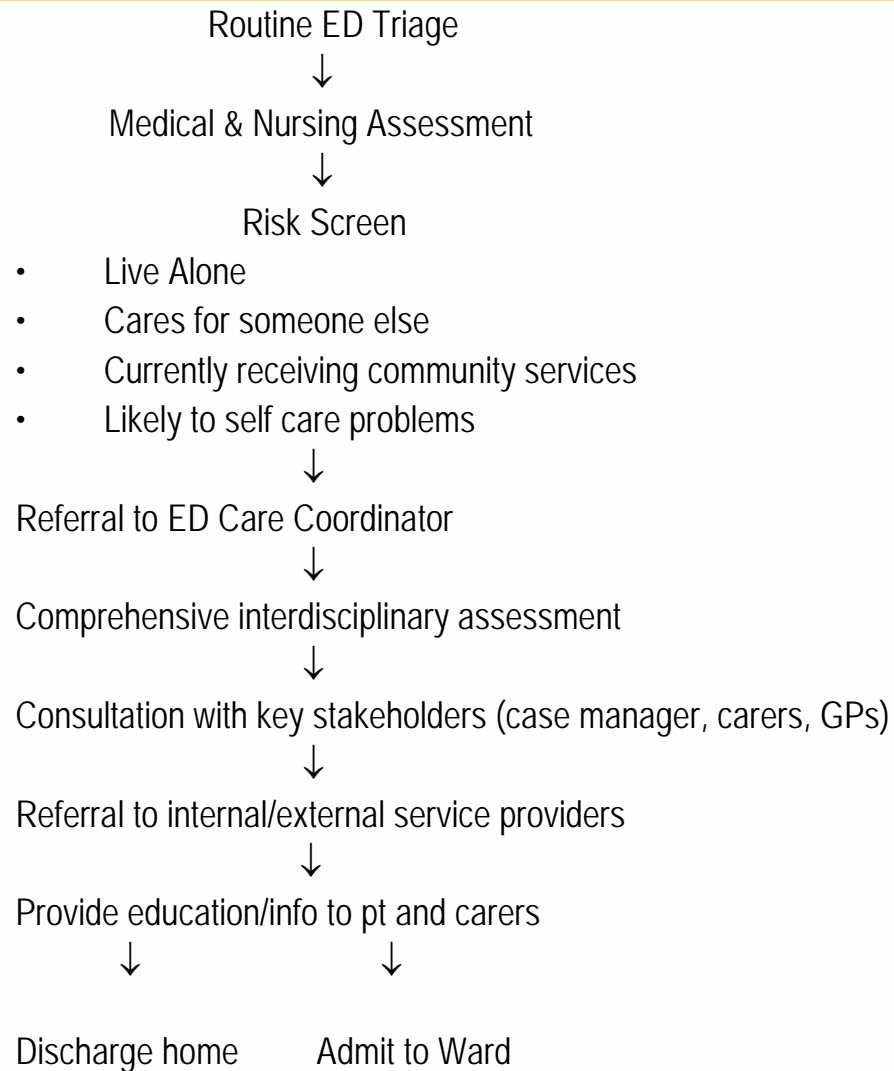 Routine ED Triage
↓
Medical & Nursing Assessment
↓
Risk Screen
• Live Alone
• Cares for someone else
• Currently receiving community services
• Likely to self care problems
↓
Referral to ED Care Coordinator
↓
Comprehensive interdisciplinary assessment
↓
Consultation with key stakeholders (case manager, carers, GPs)
↓
Referral to internal/external service providers
↓
Provide education/info to pt and carers
↓ ↓
Discharge home Admit to Ward